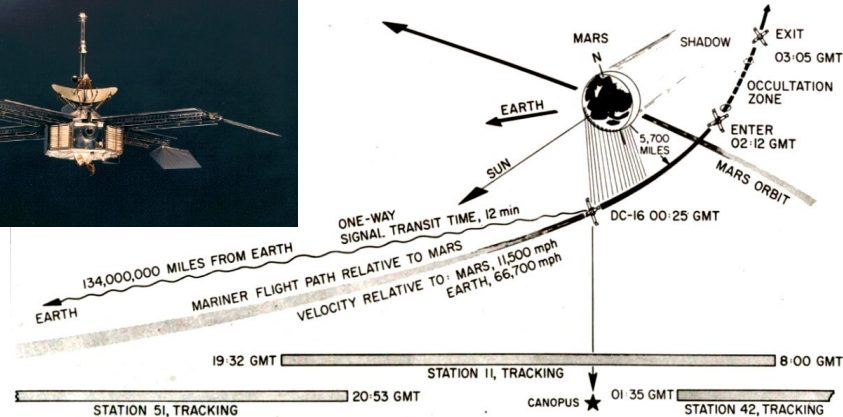 MARS
N
SHADOW
EXIT
03:05 GMT
OCCULTATION
ZONE
EARTH
ENTER
02:12 GMT
5,700
MILES
SUN
MARS ORBIT
DC-16 00:25 GMT
ONE-WAY
SIGNAL. TRANSIT TIME, 12 min
134,000,000 MILES FROM EARTH
MARINER FLIGHT PATH RELATIVE TO MARS
VELOCITY RELATIVE TO: MARS, 11,500 mph
EARTH, 66,700 mph
EARTH
19:32 GMT
8:00 GMT
STATION 11, TRACKING
20:53 GMT
CANOPUS
01:35 GMT
STATION 51, TRACKING
STATION 42, TRACKING